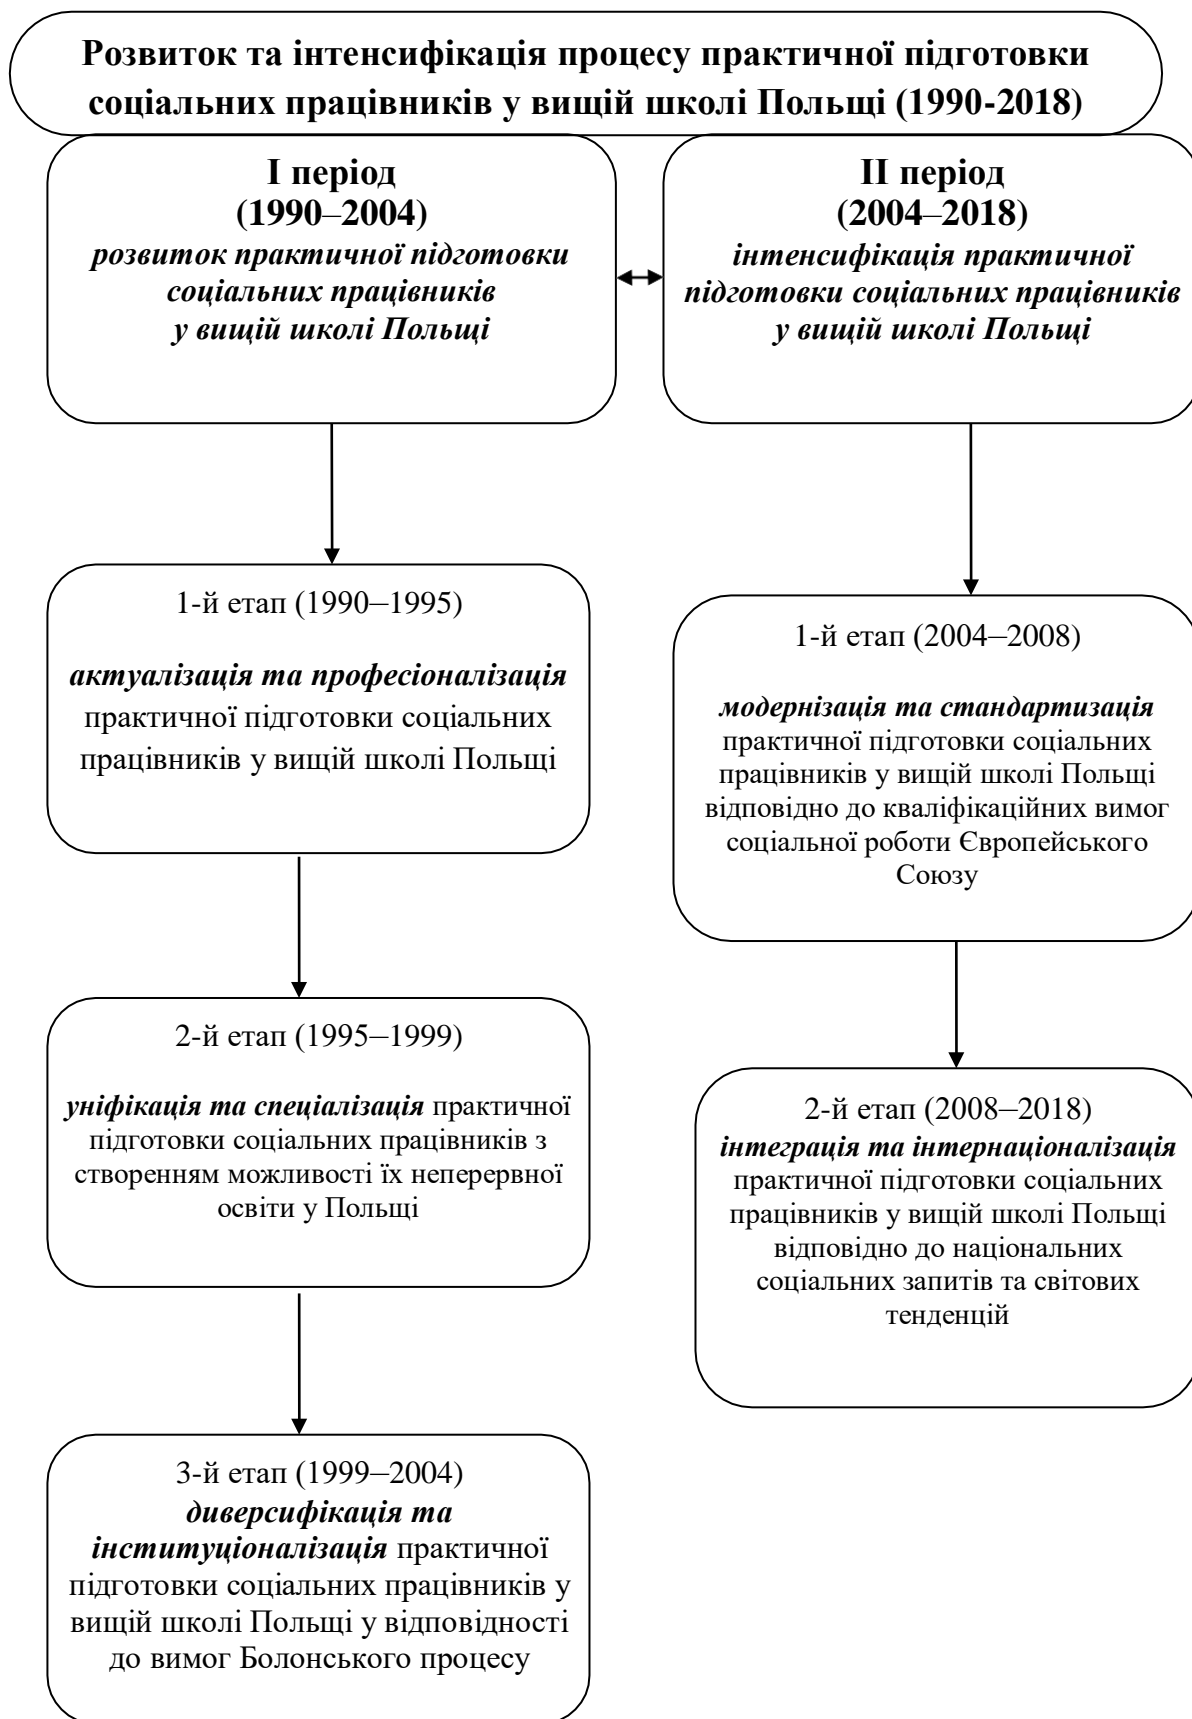 Розвиток та інтенсифікація процесу практичної підготовки
соціальних працівників у вищій школі Польщі (1990-2018)
І період
(1990–2004)
розвиток практичної підготовки
соціальних працівників
у вищій школі Польщі
ІІ період
(2004–2018)
інтенсифікація практичної
підготовки соціальних працівників
у вищій школі Польщі
1-й етап (1990–1995)
актуалізація та професіоналізація
практичної підготовки соціальних
працівників у вищій школі Польщі
2-й етап (1995–1999)
уніфікація та спеціалізація практичної
підготовки соціальних працівників з
створенням можливості їх неперервної
освіти у Польщі
3-й етап (1999–2004)
диверсифікація та
інституціоналізація практичної
підготовки соціальних працівників у
вищій школі Польщі у відповідності
до вимог Болонського процесу
1-й етап (2004–2008)
модернізація та стандартизація
практичної підготовки соціальних
працівників у вищій школі Польщі
відповідно до кваліфікаційних вимог
соціальної роботи Європейського
Союзу
2-й етап (2008–2018)
інтеграція та інтернаціоналізація
практичної підготовки соціальних
працівників у вищій школі Польщі
відповідно до національних
соціальних запитів та світових
тенденцій